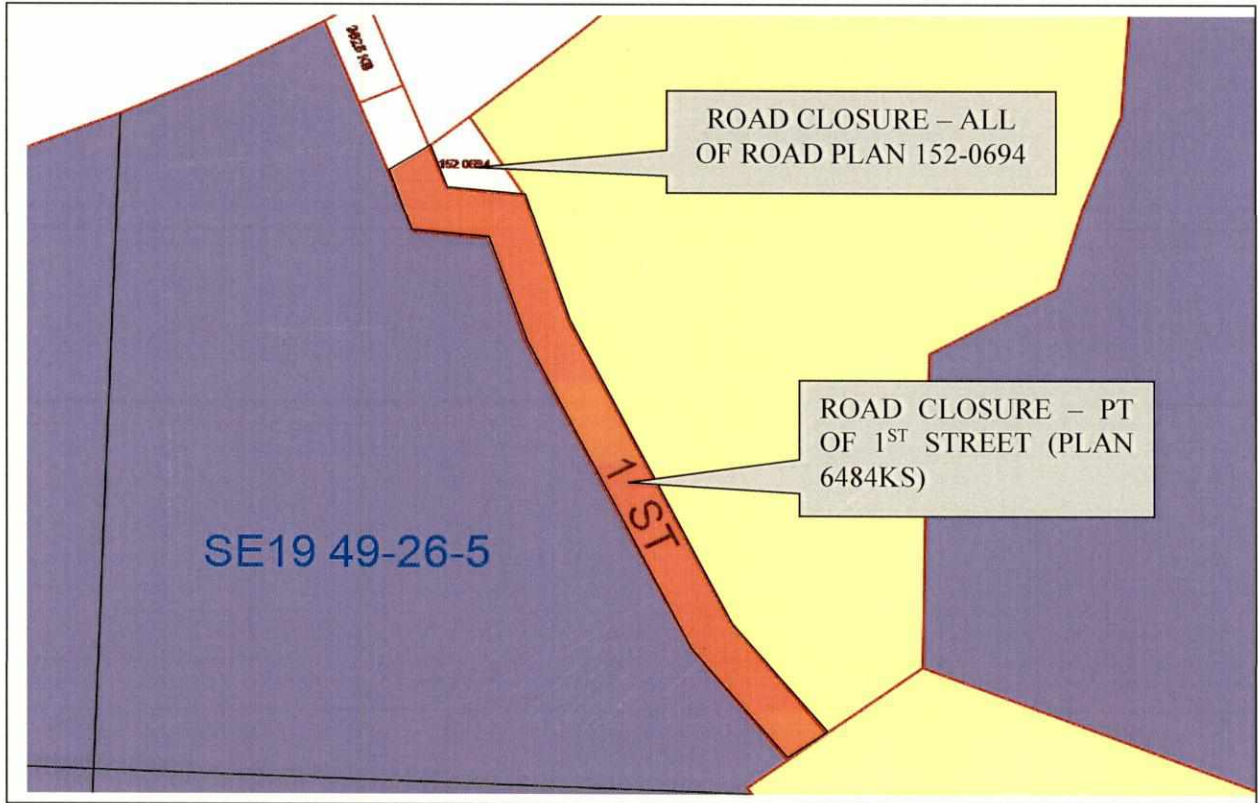 ROAD CLOSURE – ALL
OF ROAD PLAN 152-0694
152 0694
ROAD CLOSURE – PT
OF 1ST STREET (PLAN
6484KS)
1' ST
SE19 49-26-5